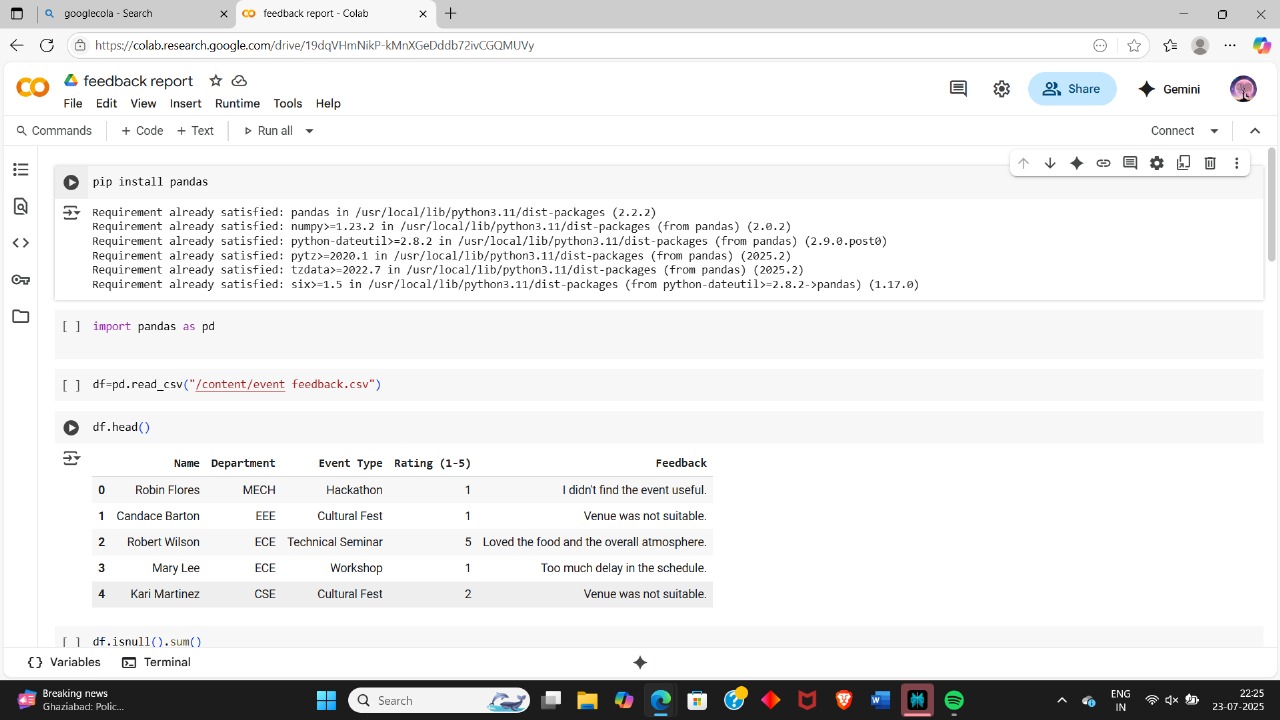 googlecola - Search
feedback report - Colab
https://colab.research.google.com/drive/19dqVHmNikP-kMnXGeDddb72ivCGQMUVy
feedback report
File Edit View Insert Runtime Tools Help
Share
Gemini
Commands + Code + Text Run all
Connect
pip install pandas
Requirement already satisfied: pandas in /usr/local/lib/python3.11/dist-packages (2.2.2)
Requirement already satisfied: numpy>=1.23.2 in /usr/local/lib/python3.11/dist-packages (from pandas) (2.0.2)
Requirement already satisfied: python-dateutil>=2.8.2 in /usr/local/lib/python3.11/dist-packages (from pandas) (2.9.0.post0)
Requirement already satisfied: pytz>=2020.1 in /usr/local/lib/python3.11/dist-packages (from pandas) (2025.2)
Requirement already satisfied: tzdata>=2022.7 in /usr/local/lib/python3.11/dist-packages (from pandas) (2025.2)
Requirement already satisfied: six>=1.5 in /usr/local/lib/python3.11/dist-packages (from python-dateutil>=2.8.2->pandas) (1.17.0)
[ ] import pandas as pd
[ ] df=pd.read_csv("/content/event feedback.csv")
df.head()
Name Department Event Type Rating (1-5) Feedback
0 Robin Flores MECH Hackathon 1 I didn't find the event useful.
1 Candace Barton EEE Cultural Fest 1 Venue was not suitable.
2 Robert Wilson ECE Technical Seminar 5 Loved the food and the overall atmosphere.
3 Mary Lee ECE Workshop 1 Too much delay in the schedule.
4 Kari Martinez CSE Cultural Fest 2 Venue was not suitable.
[ ] df.isnull().sum()
{} Variables Terminal
Breaking news
Ghaziabad: Polic...
Search
ENG
IN
22:25
23-07-2025